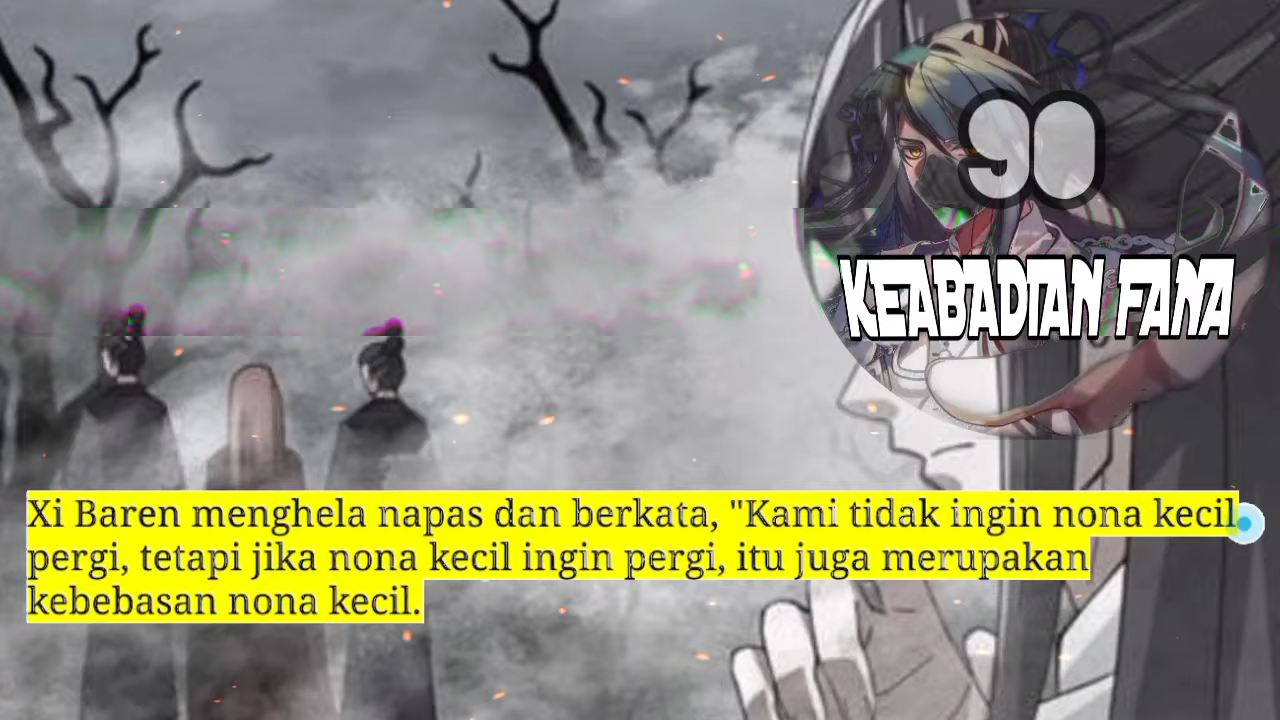 90
KEABADIAN FANA
Xi Baren menghela napas dan berkata, "Kami tidak ingin nona kecil
pergi, tetapi jika nona kecil ingin pergi, itu juga merupakan
kebebasan nona kecil.